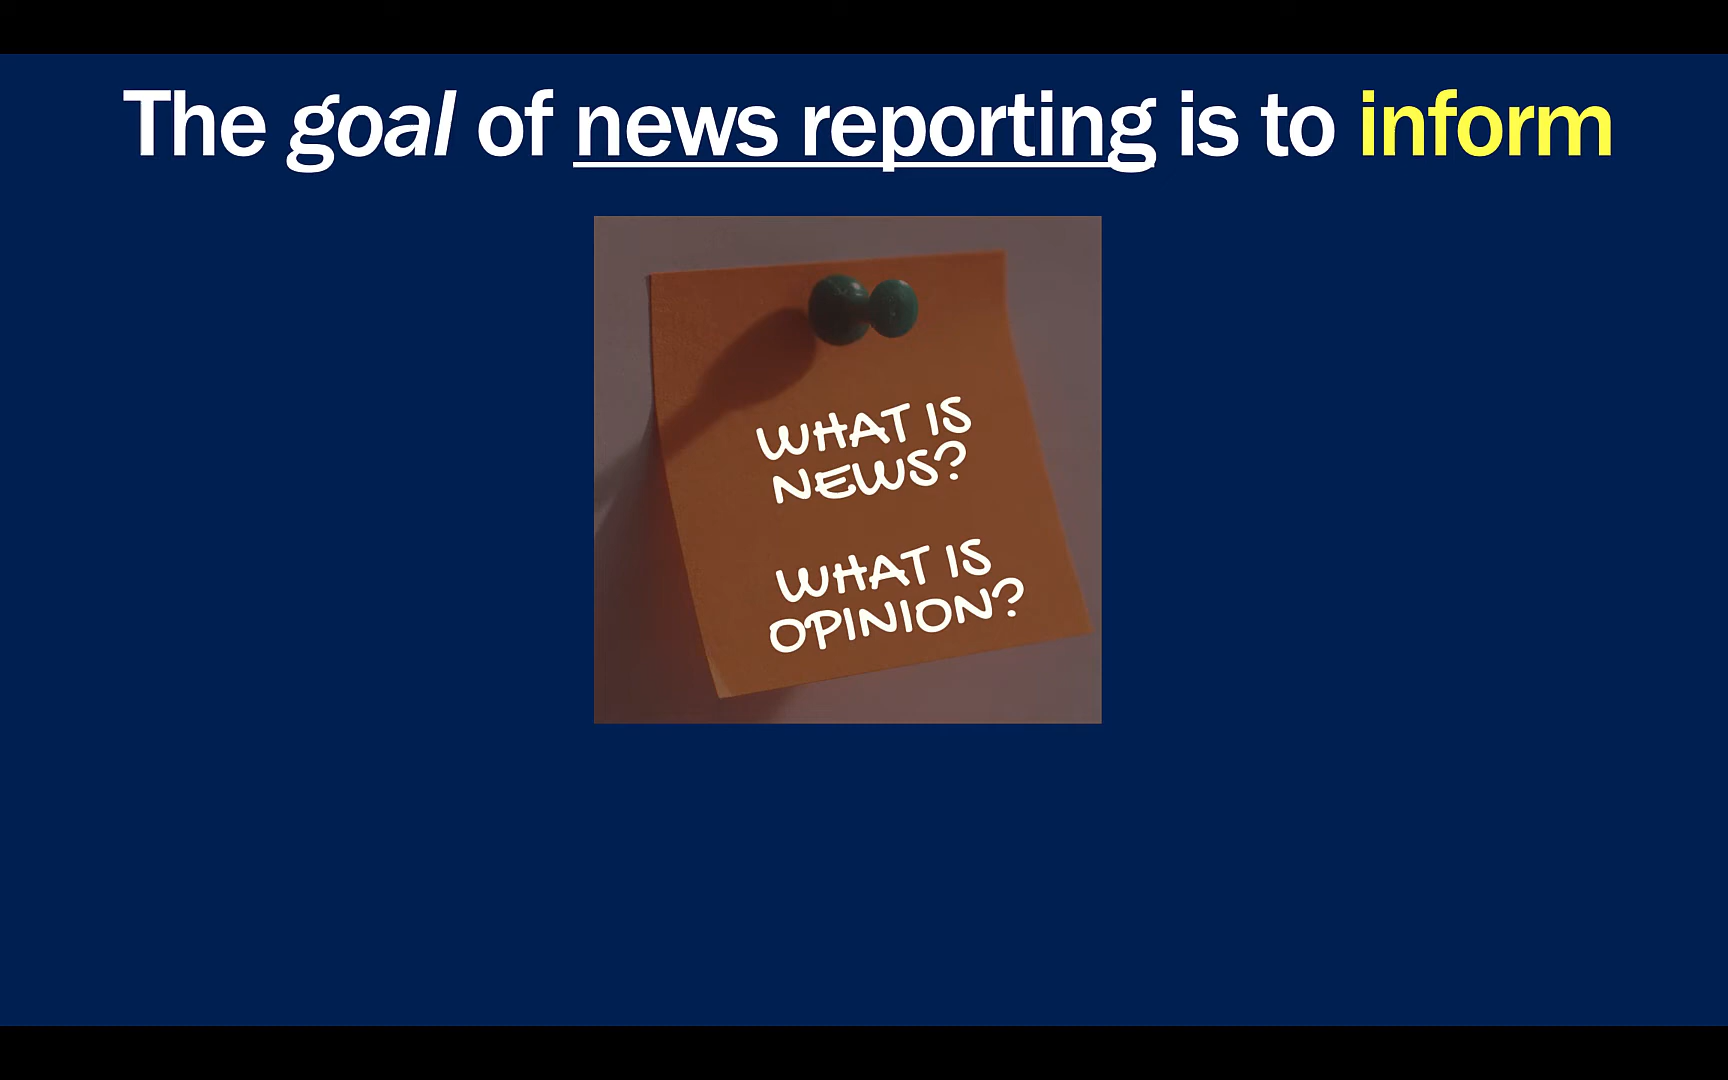 The goal of news reporting is to inform
WHAT IS
NEWS?
WHAT IS
OPINION?